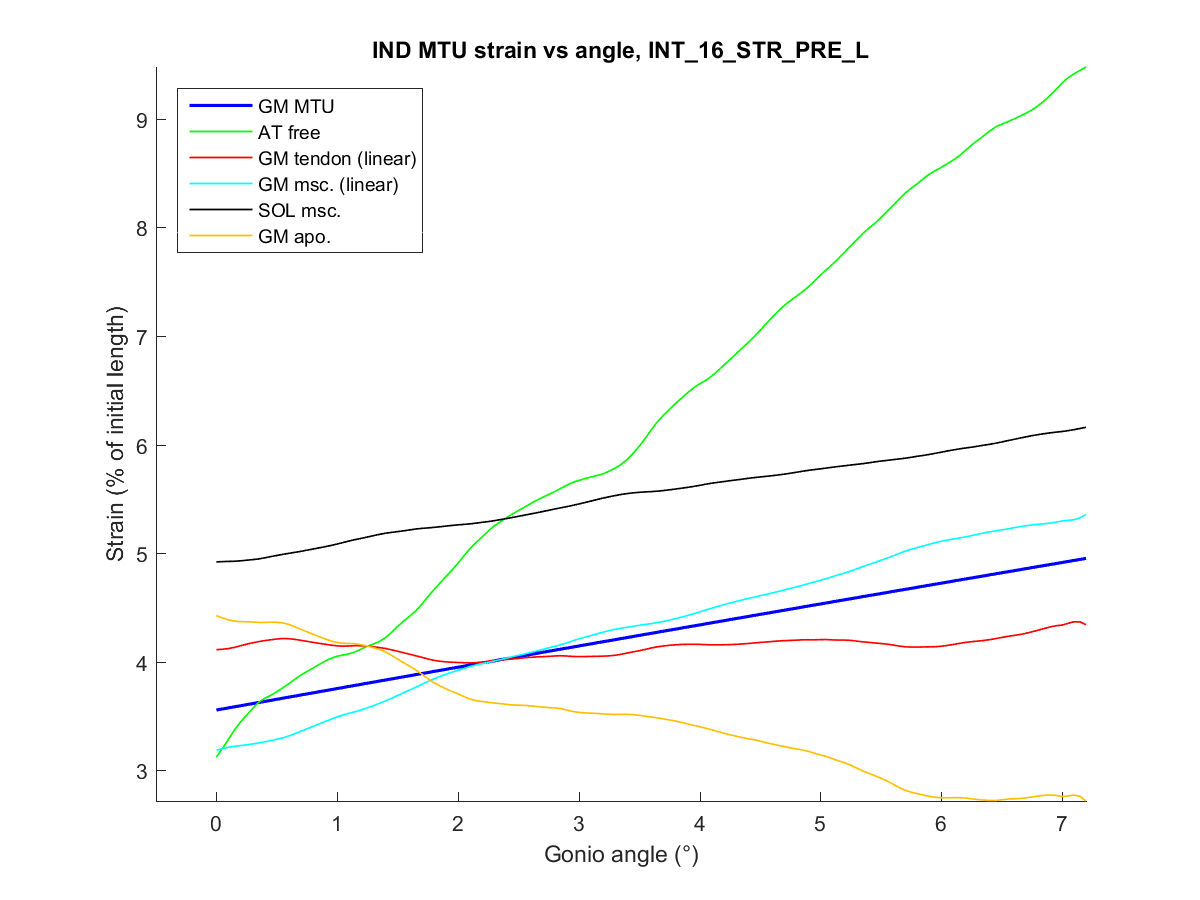 IND MTU strain vs angle, INT_16_STR_PRE_L
GM MTU
AT free
GM tendon (linear)
GM msc. (linear)
SOL msc.
GM apo.
Strain (% of initial length)
9
8
7
6
5
4
3
0 1 2 3 4 5 6 7
Gonio angle (°)